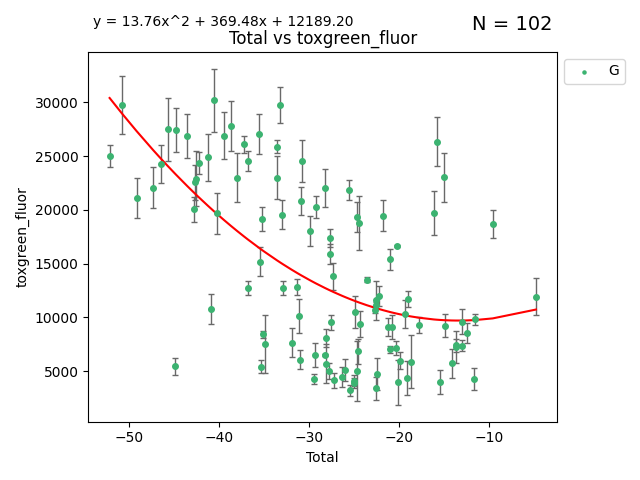 y = 13.76x^2 + 369.48x + 12189.20
N = 102
Total vs toxgreen_fluor
G
30000
25000
20000
15000
10000
5000
toxgreen_fluor
−50
−40
−30
−20
−10
Total